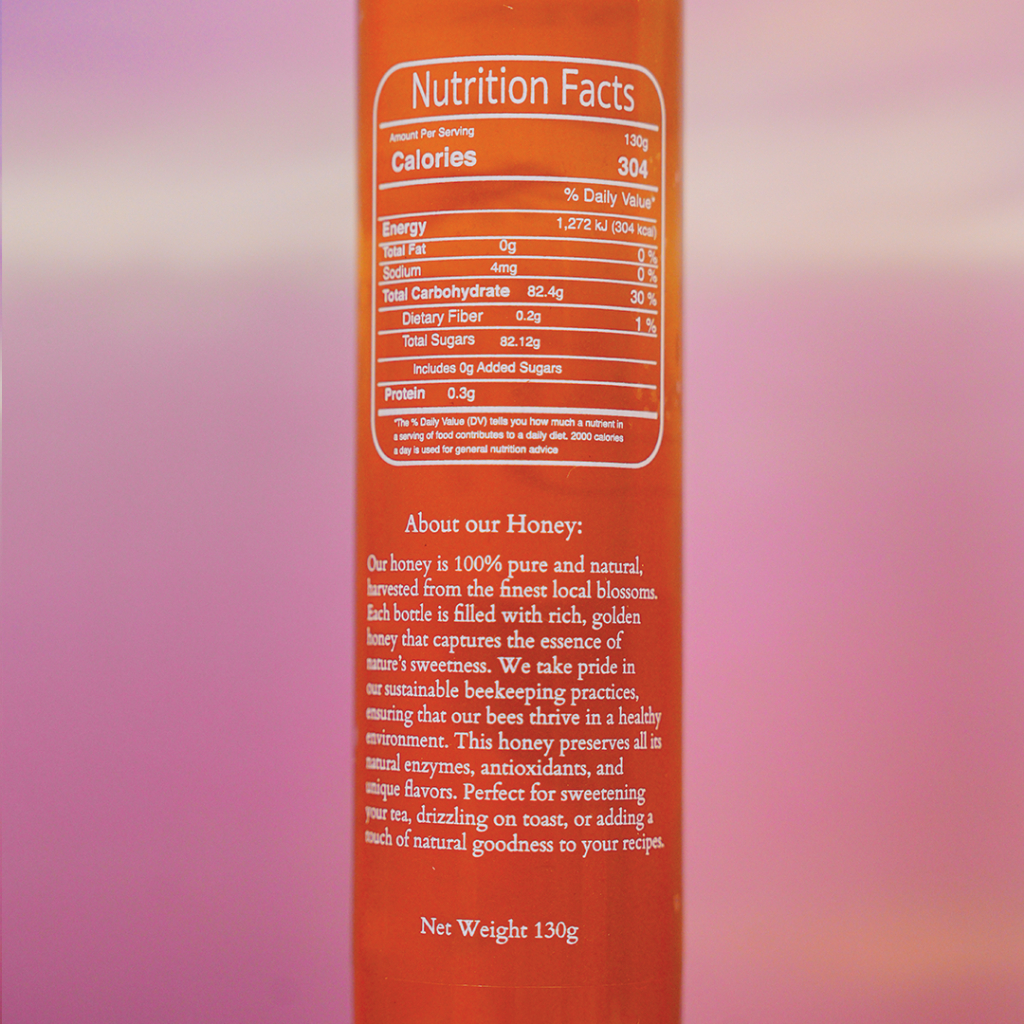 Nutrition Facts
Amount Per Serving 130g
Calories 304
% Daily Value*
Energy 1,272 kJ (304 kcal)
Total Fat 0g 0 %
Sodium 4mg 0 %
Total Carbohydrate 82.4g 30 %
Dietary Fiber 0.2g 1 %
Total Sugars 82.12g
Includes 0g Added Sugars
Protein 0.3g
*The % Daily Value (DV) tells you how much a nutrient in
a serving of food contributes to a daily diet. 2000 calories
a day is used for general nutrition advice
About our Honey:
Our honey is 100% pure and natural,
harvested from the finest local blossoms.
Each bottle is filled with rich, golden
honey that captures the essence of
nature's sweetness. We take pride in
our sustainable beekeeping practices,
ensuring that our bees thrive in a healthy
environment. This honey preserves all its
natural enzymes, antioxidants, and
unique flavors. Perfect for sweetening
your tea, drizzling on toast, or adding a
touch of natural goodness to your recipes.
Net Weight 130g